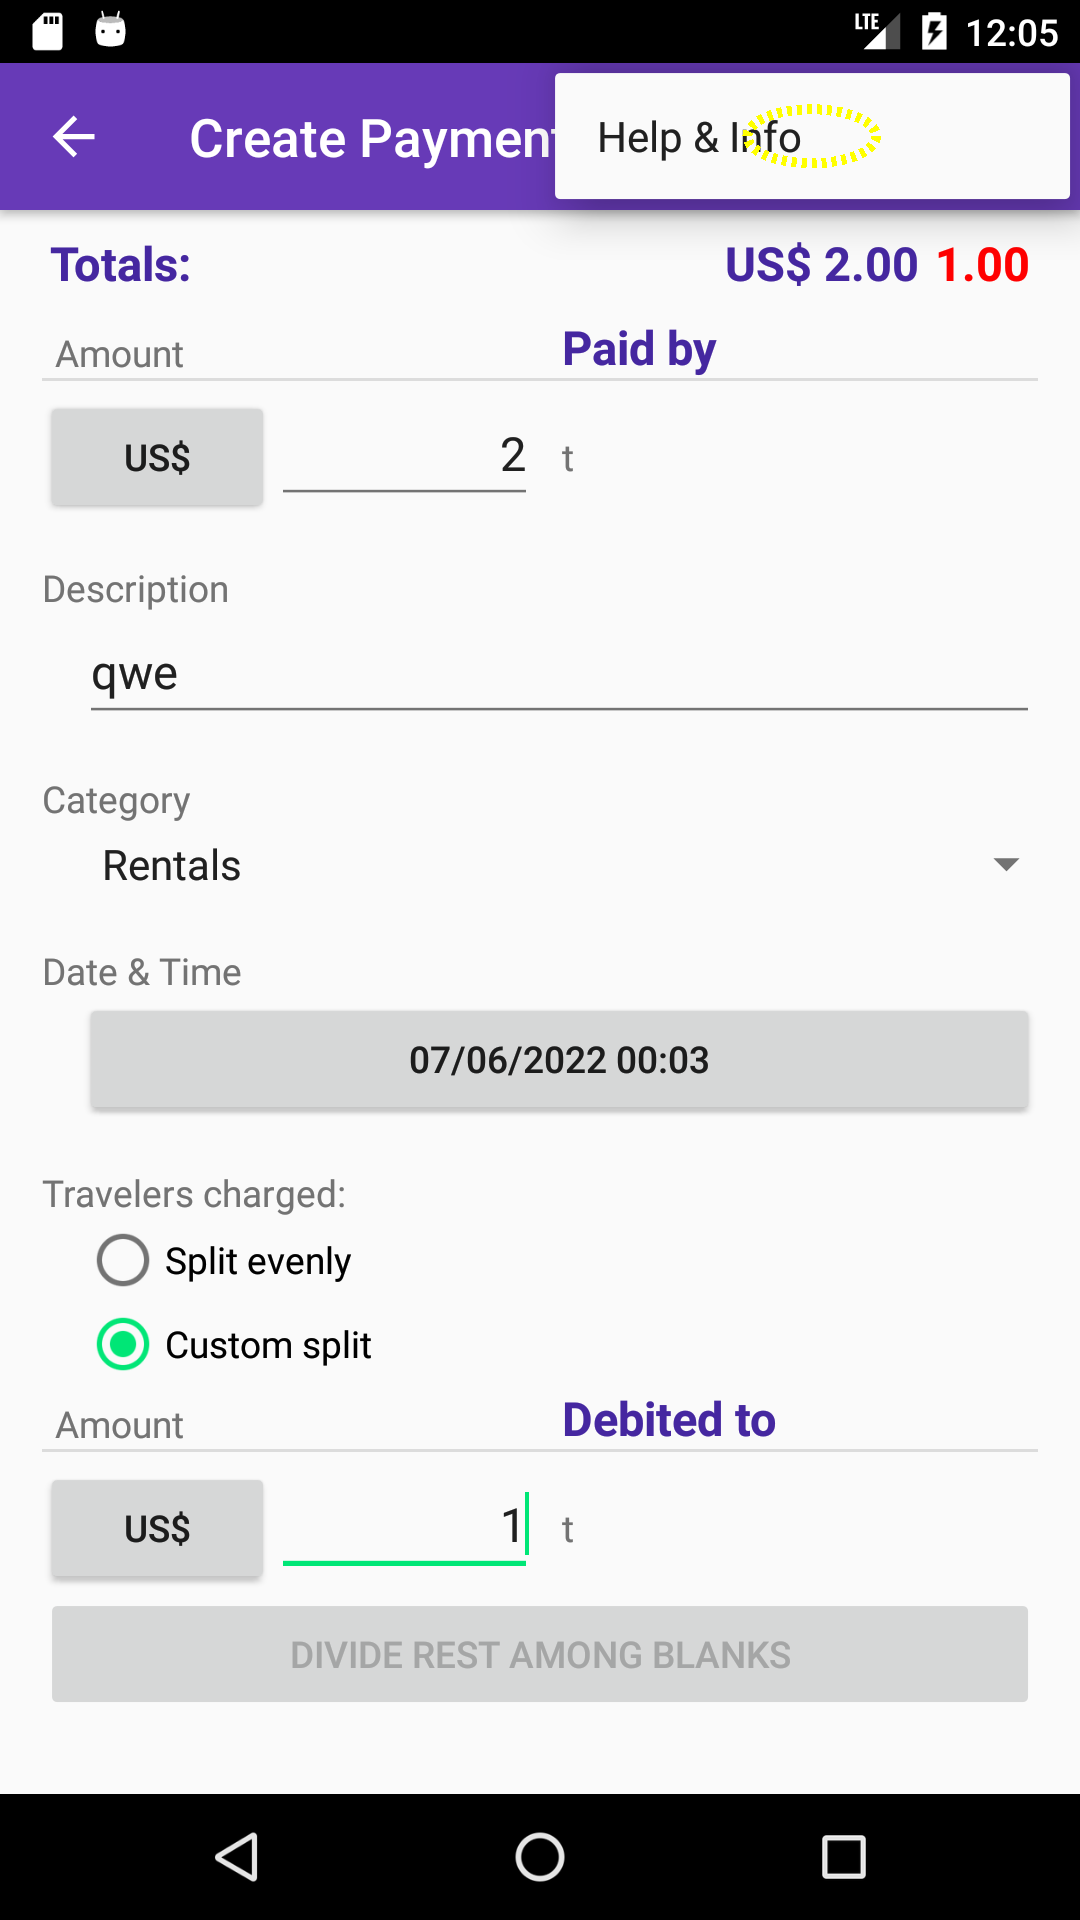 LTE 12:05
Create Paymen
Help & Info
Totals: US$ 2.00 1.00
Amount Paid by
US$ 2 t
Description
qwe
Category
Rentals
Date & Time
07/06/2022 00:03
Travelers charged:
Split evenly
Custom split
Amount Debited to
US$ 1 t
DIVIDE REST AMONG BLANKS